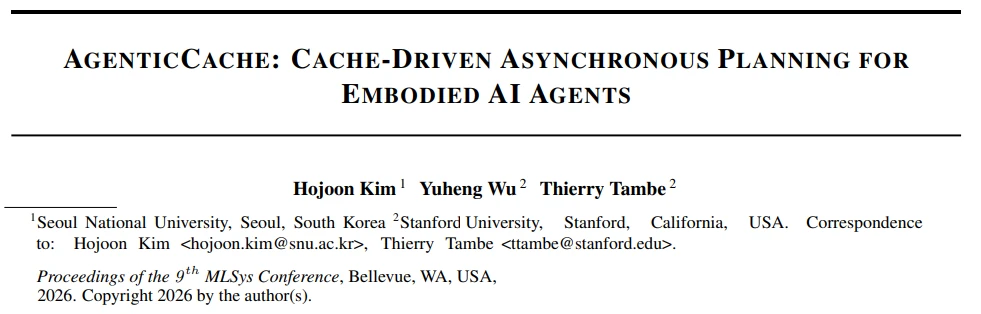 AGENTICCACHE: CACHE-DRIVEN ASYNCHRONOUS PLANNING FOR
EMBODIED AI AGENTS
Hojoon Kim 1 Yuheng Wu 2 Thierry Tambe 2
1Seoul National University, Seoul, South Korea 2Stanford University, Stanford, California, USA. Correspondence
to: Hojoon Kim <hojoon.kim@snu.ac.kr>, Thierry Tambe <ttambe@stanford.edu>.
Proceedings of the 9th MLSys Conference, Bellevue, WA, USA,
2026. Copyright 2026 by the author(s).